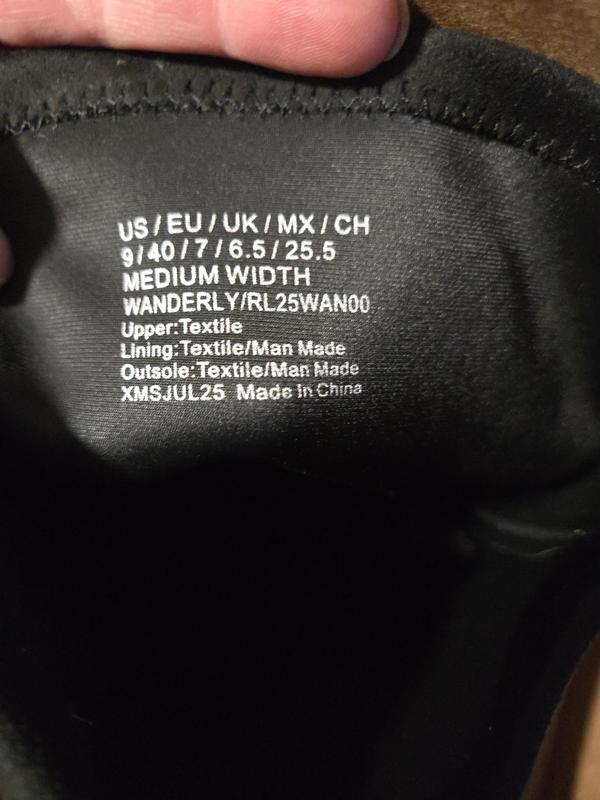 US/EU/UK/MX/CH
9/40/7/6.5/25.5
MEDIUM WIDTH
WANDERLY/RL25WAN00
Upper:Textile
Lining:Textile/Man Made
Outsole:Textile/Man Made
XMSJUL25 Made In China